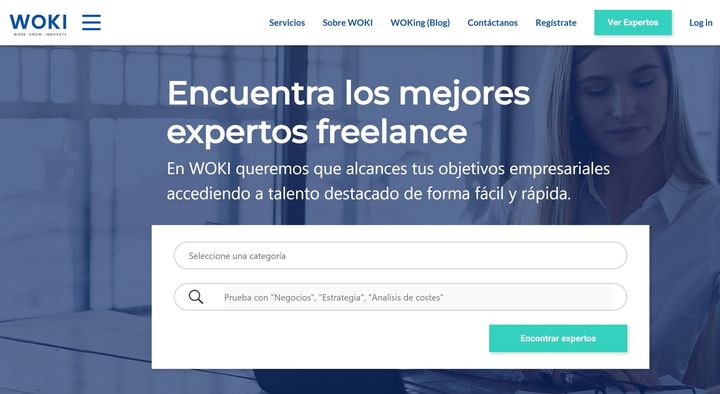 WOKI
WORK · KNOW · INNOVATE
Servicios
Sobre WOKI
WOKing (Blog)
Contáctanos
Regístrate
Ver Expertos
Log in
Encuentra los mejores
expertos freelance
En WOKI queremos que alcances tus objetivos empresariales
accediendo a talento destacado de forma fácil y rápida.
Seleccione una categoría
Prueba con "Negocios", "Estrategia", "Analisis de costes"
Encontrar expertos